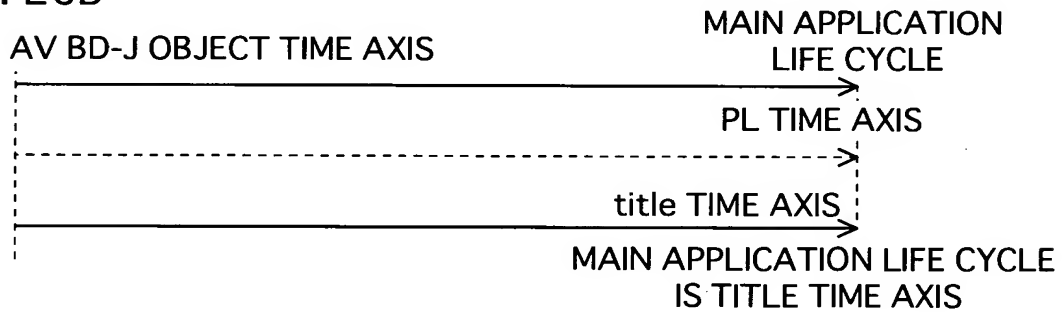 MAIN APPLICATION
LIFE CYCLE
AV BD-J OBJECT TIME AXIS
PL TIME AXIS
title TIME AXIS
MAIN APPLICATION LIFE CYCLE
IS TITLE TIME AXIS